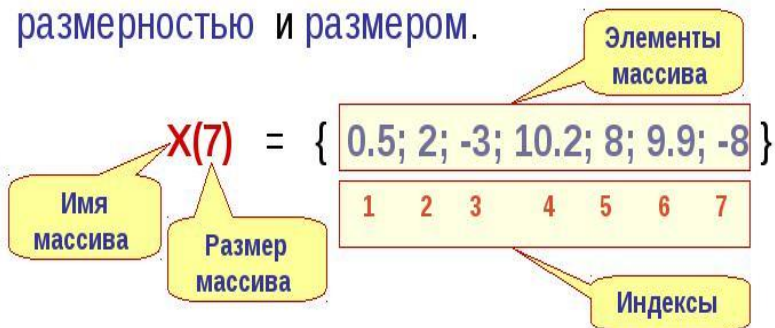 размерностью и размером.
Элементы
массива
X(7) = { 0.5; 2; -3; 10.2; 8; 9.9; -8 }
1 2 3 4 5 6 7
Имя
массива
Размер
массива
Индексы